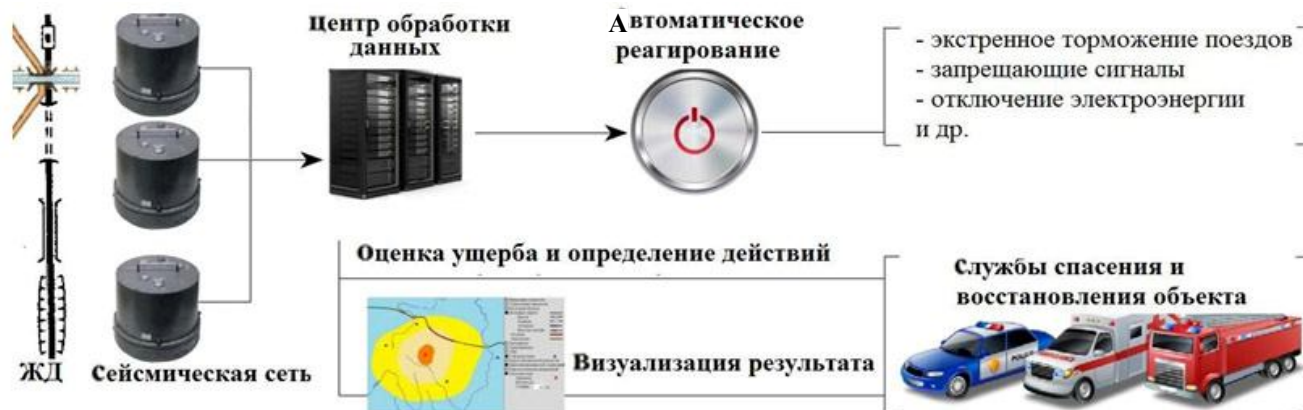 Центр обработки
данных
Автоматическое
реагирование
- экстренное торможение поездов
- запрещающие сигналы
- отключение электроэнергии
и др.
Оценка ущерба и определение действий
Службы спасения и
восстановления объекта
Визуализация результата
ЖД
Сейсмическая сеть